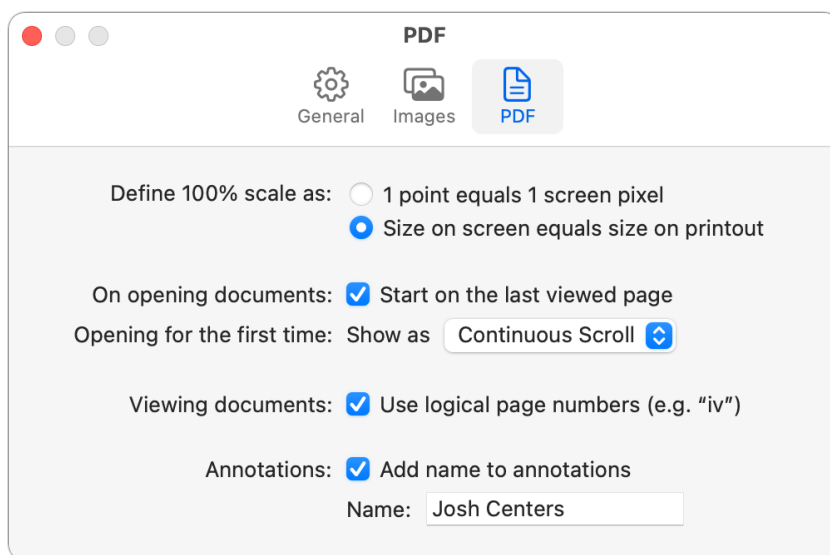 PDF
General Images PDF
Define 100% scale as: 1 point equals 1 screen pixel
Size on screen equals size on printout
On opening documents: Start on the last viewed page
Opening for the first time: Show as Continuous Scroll
Viewing documents: Use logical page numbers (e.g. “iv”)
Annotations: Add name to annotations
Name: Josh Centers